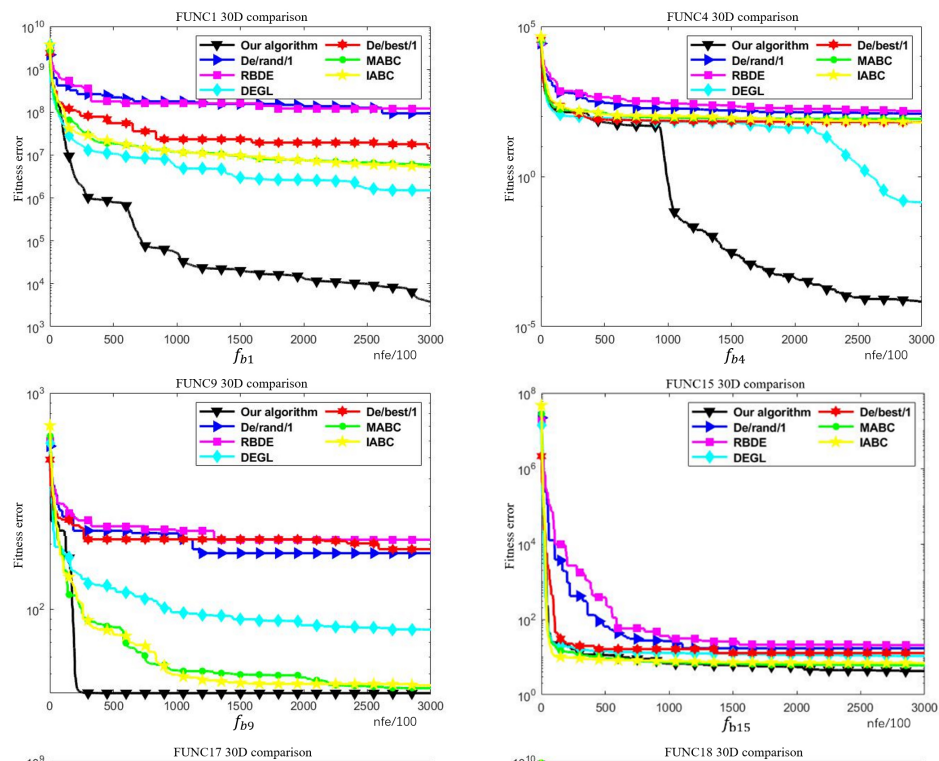 FUNC1 30D comparison
10^10
10^9
10^8
10^7
10^6
10^5
10^4
10^3
Fitness error
Our algorithm
De/rand/1
RBDE
DEGL
De/best/1
MABC
IABC
0 500 1000 1500 2000 2500 3000
f_b1
nfe/100
FUNC4 30D comparison
10^5
10^0
10^-5
Fitness error
Our algorithm
De/rand/1
RBDE
DEGL
De/best/1
MABC
IABC
0 500 1000 1500 2000 2500 3000
f_b4
nfe/100
FUNC9 30D comparison
10^3
10^2
Fitness error
Our algorithm
De/rand/1
RBDE
DEGL
De/best/1
MABC
IABC
0 500 1000 1500 2000 2500 3000
f_b9
nfe/100
FUNC15 30D comparison
10^8
10^6
10^4
10^2
10^0
Fitness error
Our algorithm
De/rand/1
RBDE
DEGL
De/best/1
MABC
IABC
0 500 1000 1500 2000 2500 3000
f_b15
nfe/100
FUNC17 30D comparison
10^9
FUNC18 30D comparison
10^10